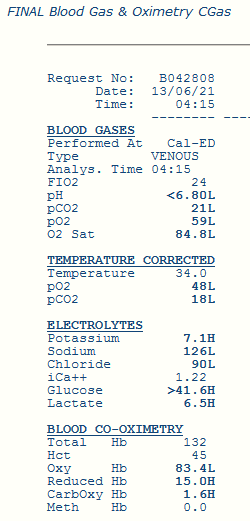 FINAL Blood Gas & Oximetry CGas
Request No: B042808
Date: 13/06/21
Time: 04:15
-------- ----
BLOOD GASES
Performed At Cal-ED
Type VENOUS
Analys. Time 04:15
FIO2 24
pH <6.80L
pCO2 21L
pO2 59L
O2 Sat 84.8L
TEMPERATURE CORRECTED
Temperature 34.0
pO2 48L
pCO2 18L
ELECTROLYTES
Potassium 7.1H
Sodium 126L
Chloride 90L
iCa++ 1.22
Glucose >41.6H
Lactate 6.5H
BLOOD CO-OXIMETRY
Total Hb 132
Hct 45
Oxy Hb 83.4L
Reduced Hb 15.0H
CarbOxy Hb 1.6H
Meth Hb 0.0